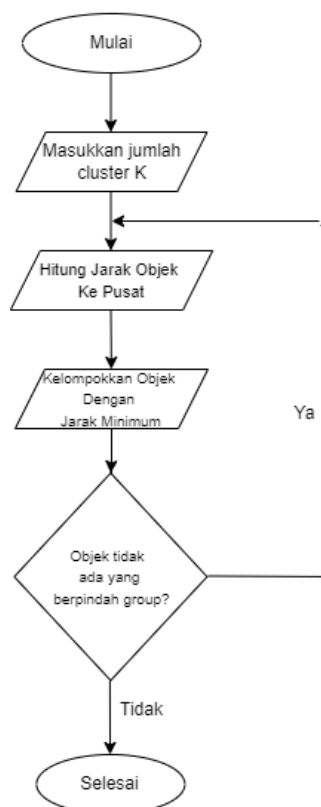 Mulai
Masukkan jumlah
cluster K
Hitung Jarak Objek
Ke Pusat
Kelompokkan Objek
Dengan
Jarak Minimum
Ya
Objek tidak
ada yang
berpindah group?
Tidak
Selesai